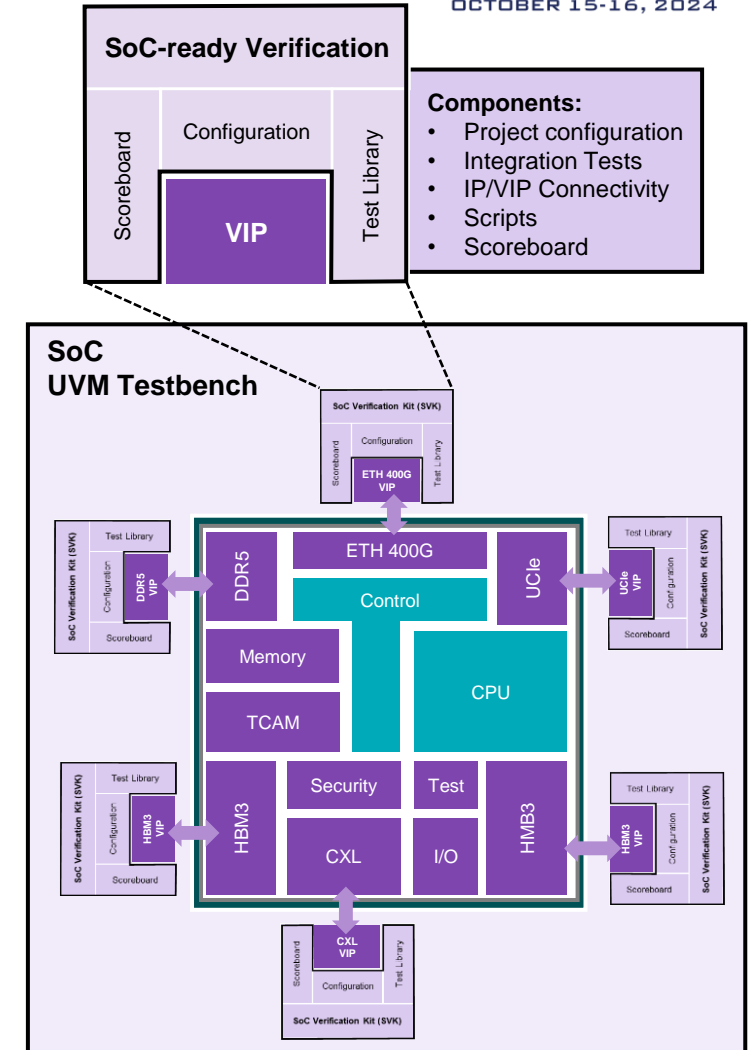 OCTOBER 15-16, 2024
SoC-ready Verification
Scoreboard
Configuration
Test Library
VIP
Components:
• Project configuration
• Integration Tests
• IP/VIP Connectivity
• Scripts
• Scoreboard
SoC
UVM Testbench
SoC Verification Kit (SVK)
Scoreboard
Configuration
Test Library
ETH 400G
VIP
Test Library
SoC Verification Kit (SVK)
Configuration
DDR5
VIP
Scoreboard
DDR5
ETH 400G
UCIe
Test Library
UCIe
VIP
Configuration
SoC Verification Kit (SVK)
Scoreboard
Control
Memory
CPU
TCAM
Test Library
SoC Verification Kit (SVK)
Configuration
HBM3
VIP
Scoreboard
HBM3
Security
Test
HMB3
CXL
I/O
Test Library
HBM3
VIP
Configuration
SoC Verification Kit (SVK)
Scoreboard
Scoreboard
CXL
VIP
Test Library
Configuration
SoC Verification Kit (SVK)